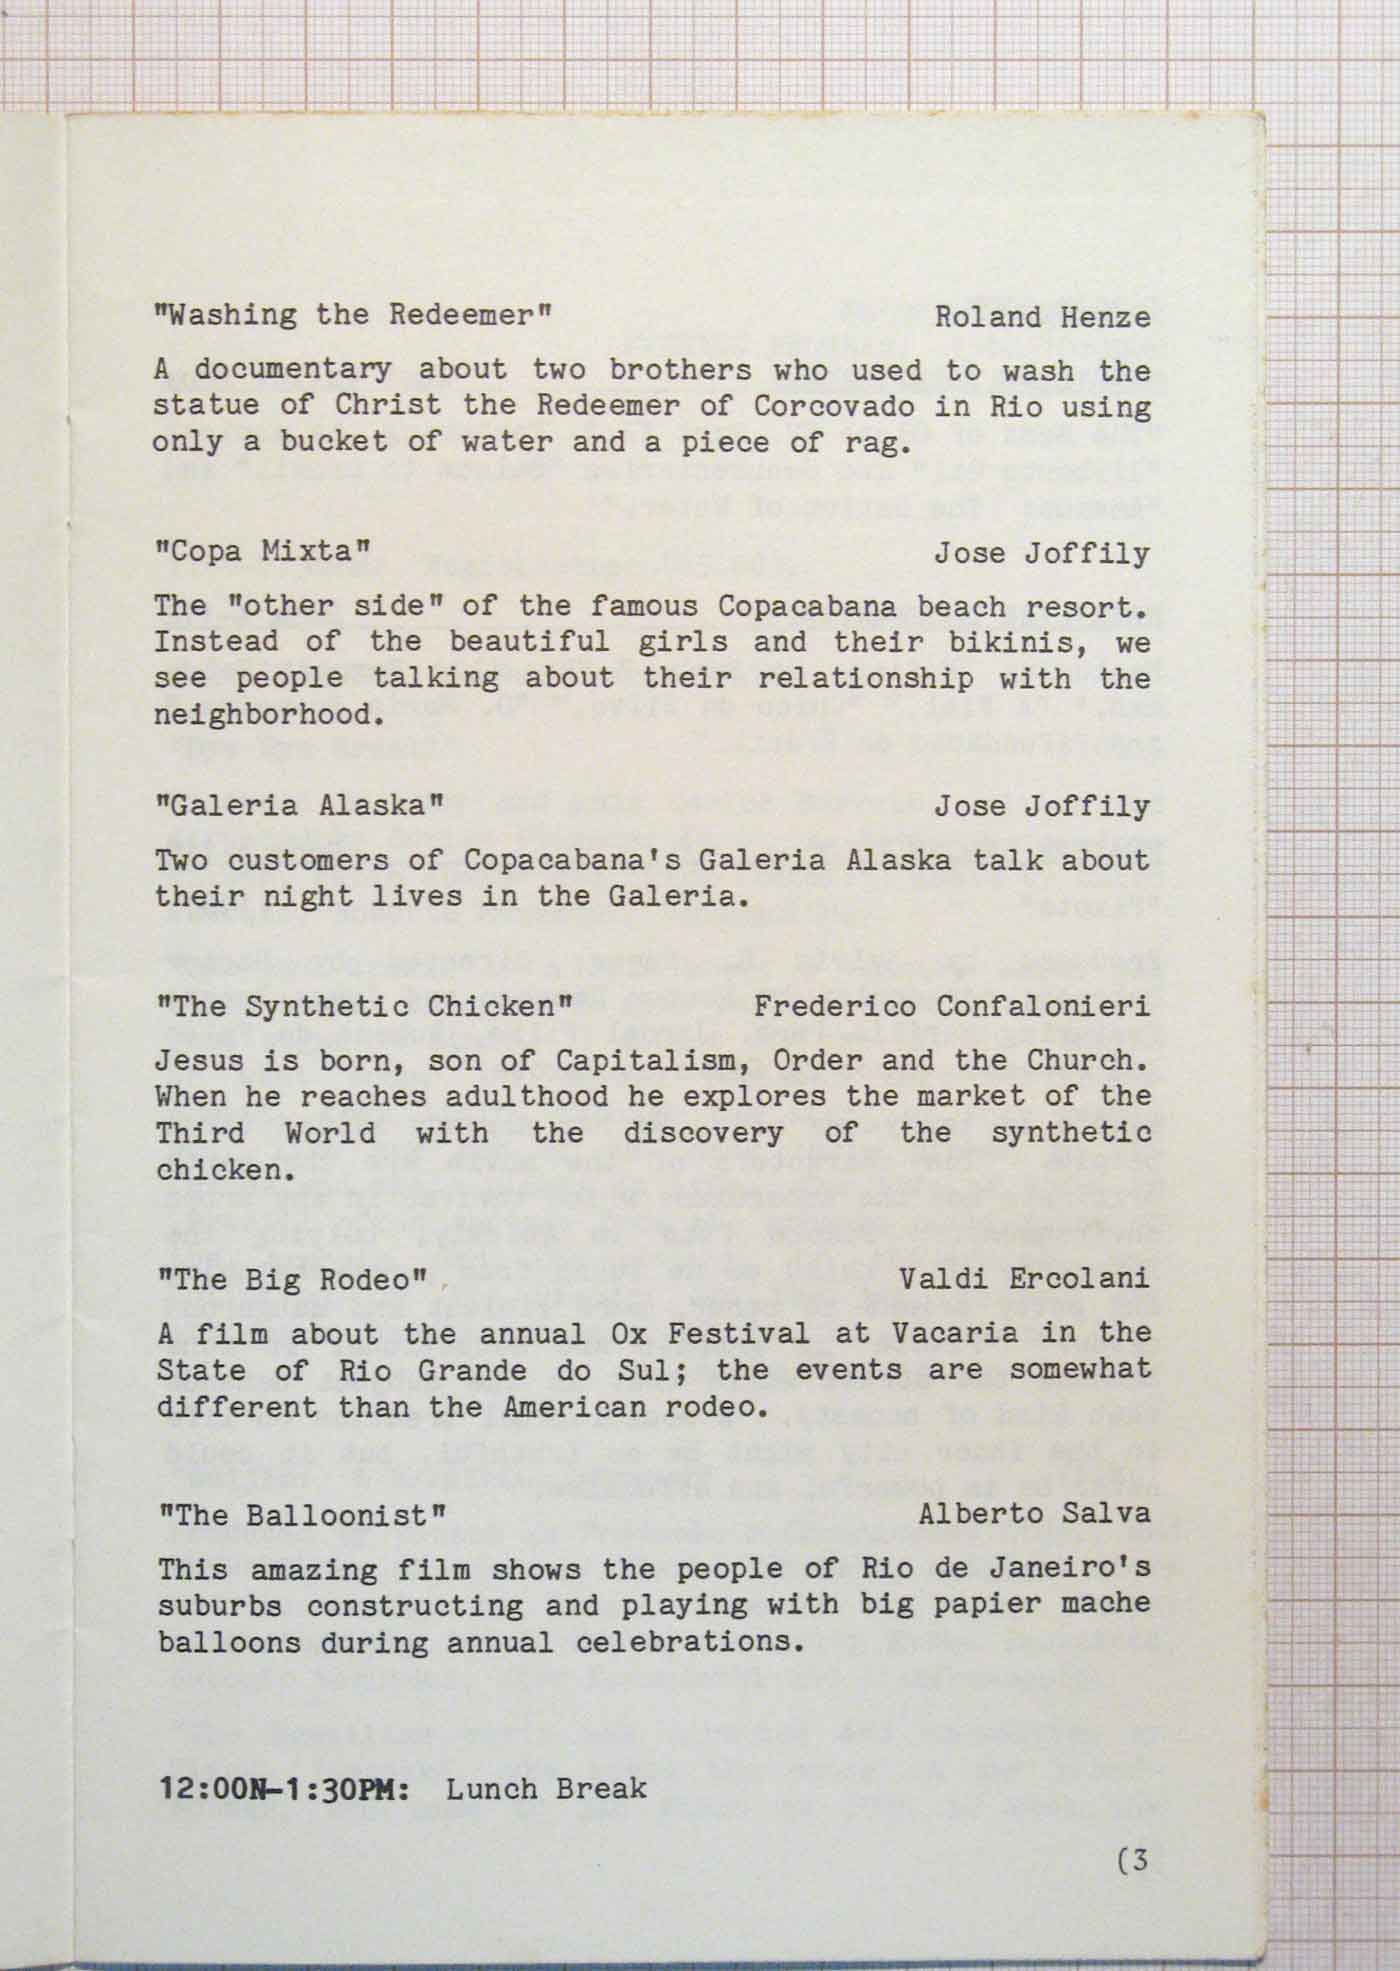 "Washing the Redeemer" Roland Henze
A documentary about two brothers who used to wash the
statue of Christ the Redeemer of Corcovado in Rio using
only a bucket of water and a piece of rag.
"Copa Mixta" Jose Joffily
The "other side" of the famous Copacabana beach resort.
Instead of the beautiful girls and their bikinis, we
see people talking about their relationship with the
neighborhood.
"Galeria Alaska" Jose Joffily
Two customers of Copacabana's Galeria Alaska talk about
their night lives in the Galeria.
"The Synthetic Chicken" Frederico Confalonieri
Jesus is born, son of Capitalism, Order and the Church.
When he reaches adulthood he explores the market of the
Third World with the discovery of the synthetic
chicken.
"The Big Rodeo" Valdi Ercolani
A film about the annual Ox Festival at Vacaria in the
State of Rio Grande do Sul; the events are somewhat
different than the American rodeo.
"The Balloonist" Alberto Salva
This amazing film shows the people of Rio de Janeiro's
suburbs constructing and playing with big papier mache
balloons during annual celebrations.
12:00N-1:30PM: Lunch Break
(3